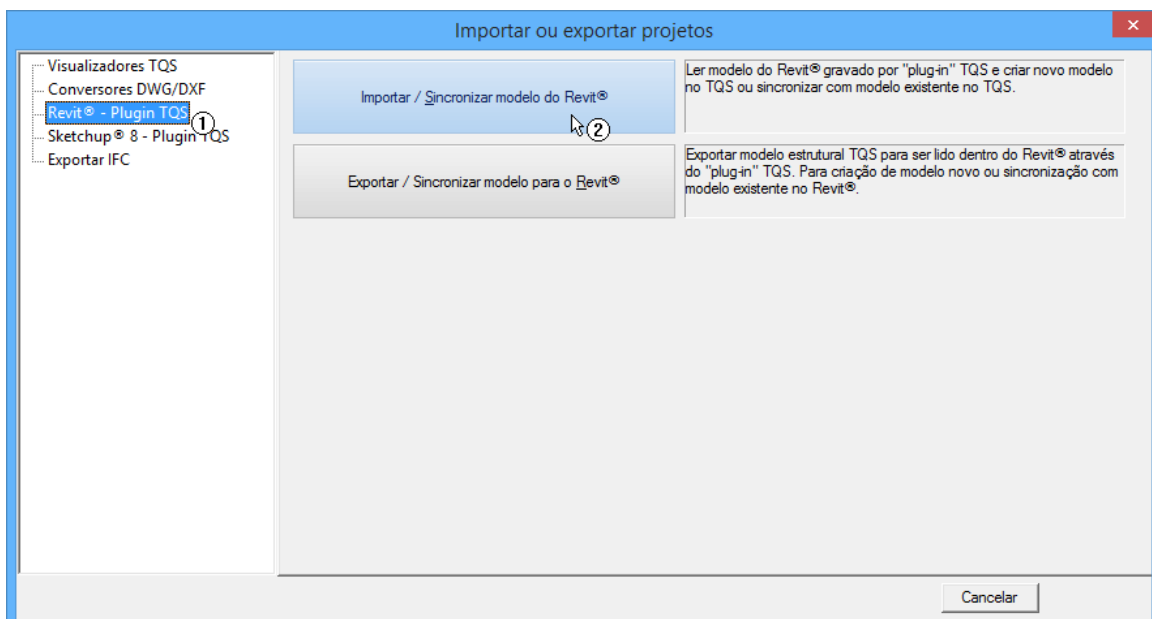 Importar ou exportar projetos
Visualizadores TQS
Conversores DWG/DXF
Revit® - Plugin TQS
1
Sketchup® 8 - Plugin TQS
Exportar IFC
Importar / Sincronizar modelo do Revit®
2
Ler modelo do Revit® gravado por "plug-in" TQS e criar novo modelo
no TQS ou sincronizar com modelo existente no TQS.
Exportar / Sincronizar modelo para o Revit®
Exportar modelo estrutural TQS para ser lido dentro do Revit® através
do "plug-in" TQS. Para criação de modelo novo ou sincronização com
modelo existente no Revit®.
Cancelar